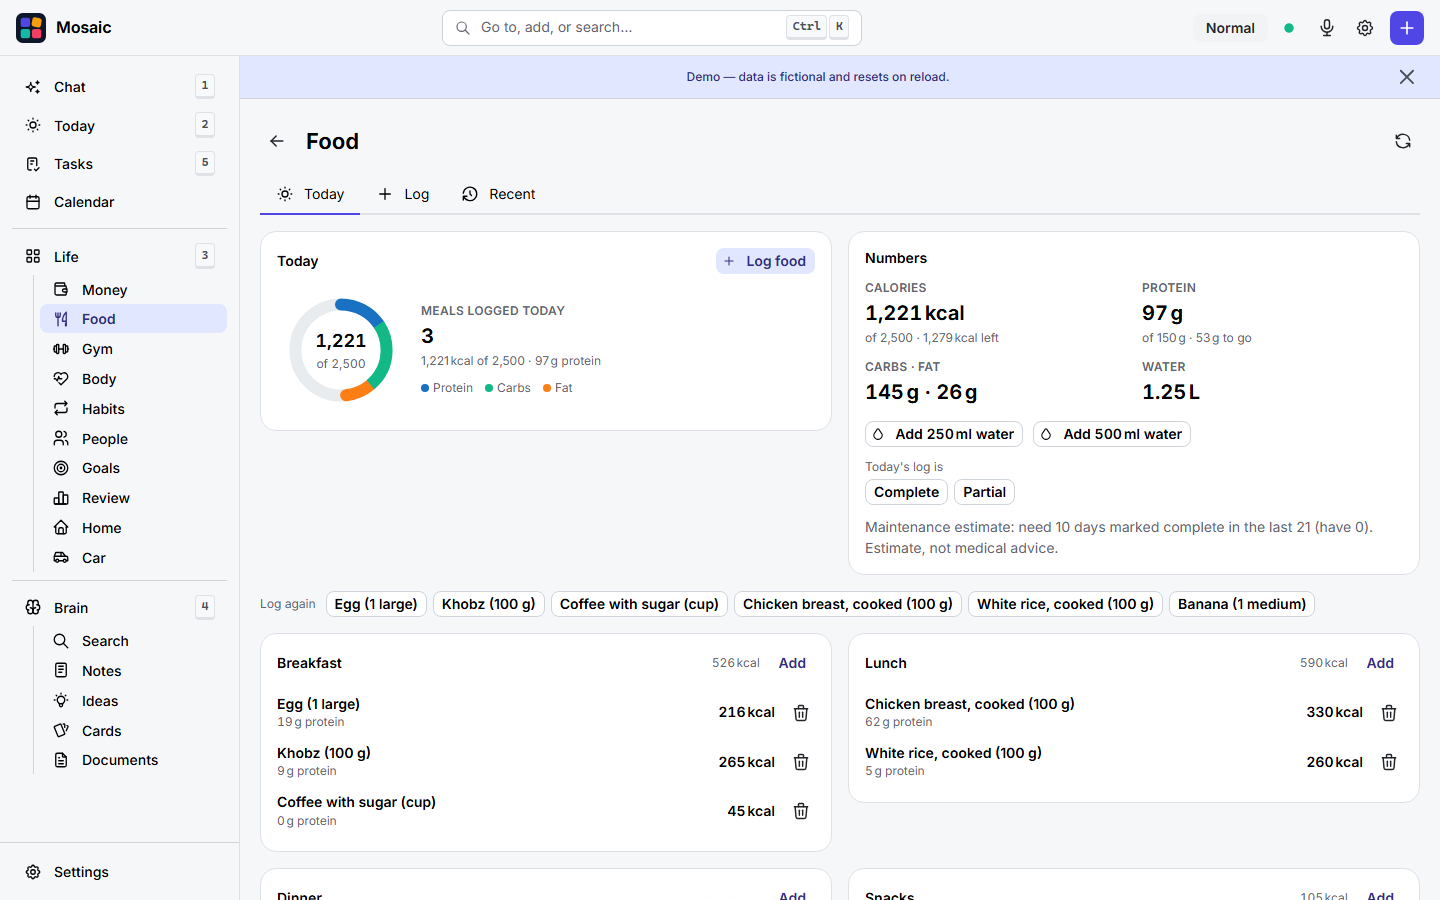 Mosaic
Go to, add, or search...
Ctrl K
Normal
Chat 1
Today 2
Tasks 5
Calendar
Life 3
Money
Food
Gym
Body
Habits
People
Goals
Review
Home
Car
Brain 4
Search
Notes
Ideas
Cards
Documents
Settings
Demo — data is fictional and resets on reload.
Food
Today
Log
Recent
Today
Log food
1,221
of 2,500
MEALS LOGGED TODAY
3
1,221 kcal of 2,500 · 97 g protein
Protein Carbs Fat
Numbers
CALORIES
1,221 kcal
of 2,500 · 1,279 kcal left
PROTEIN
97 g
of 150 g · 53 g to go
CARBS · FAT
145 g · 26 g
WATER
1.25 L
Add 250 ml water
Add 500 ml water
Today's log is
Complete
Partial
Maintenance estimate: need 10 days marked complete in the last 21 (have 0).
Estimate, not medical advice.
Log again
Egg (1 large)
Khobz (100 g)
Coffee with sugar (cup)
Chicken breast, cooked (100 g)
White rice, cooked (100 g)
Banana (1 medium)
Breakfast
526 kcal
Add
Egg (1 large)
19 g protein
216 kcal
Khobz (100 g)
9 g protein
265 kcal
Coffee with sugar (cup)
0 g protein
45 kcal
Lunch
590 kcal
Add
Chicken breast, cooked (100 g)
62 g protein
330 kcal
White rice, cooked (100 g)
5 g protein
260 kcal
Dinner
Add
Snacks
105 kcal
Add